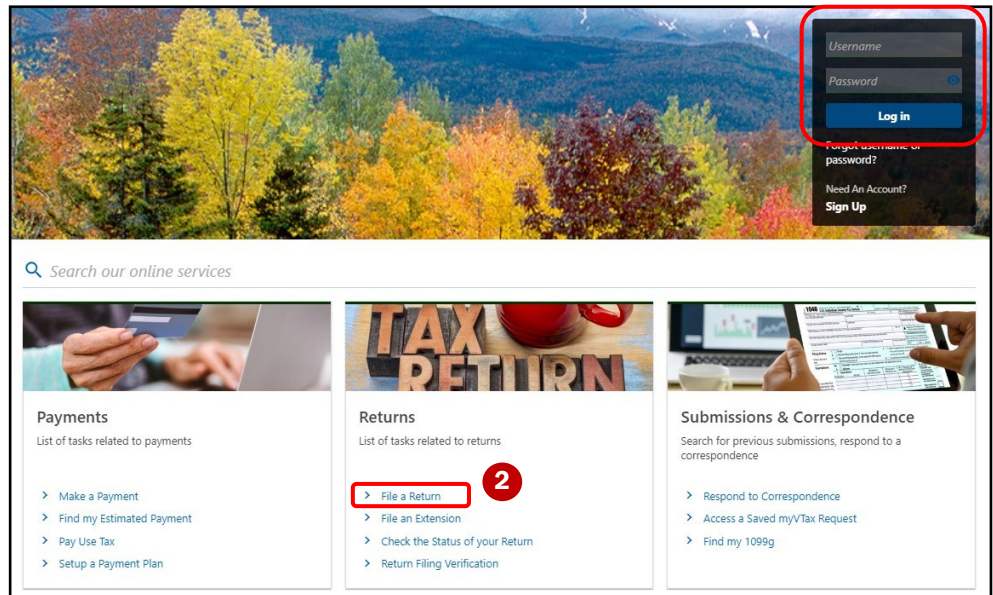 Username
Password
Log in
Forgot username or
password?
Need An Account?
Sign Up
Search our online services
TAX
RETURN
1040
Payments
List of tasks related to payments
Make a Payment
Find my Estimated Payment
Pay Use Tax
Setup a Payment Plan
Returns
List of tasks related to returns
File a Return
2
File an Extension
Check the Status of your Return
Return Filing Verification
Submissions & Correspondence
Search for previous submissions, respond to a
correspondence
Respond to Correspondence
Access a Saved myVTax Request
Find my 1099g